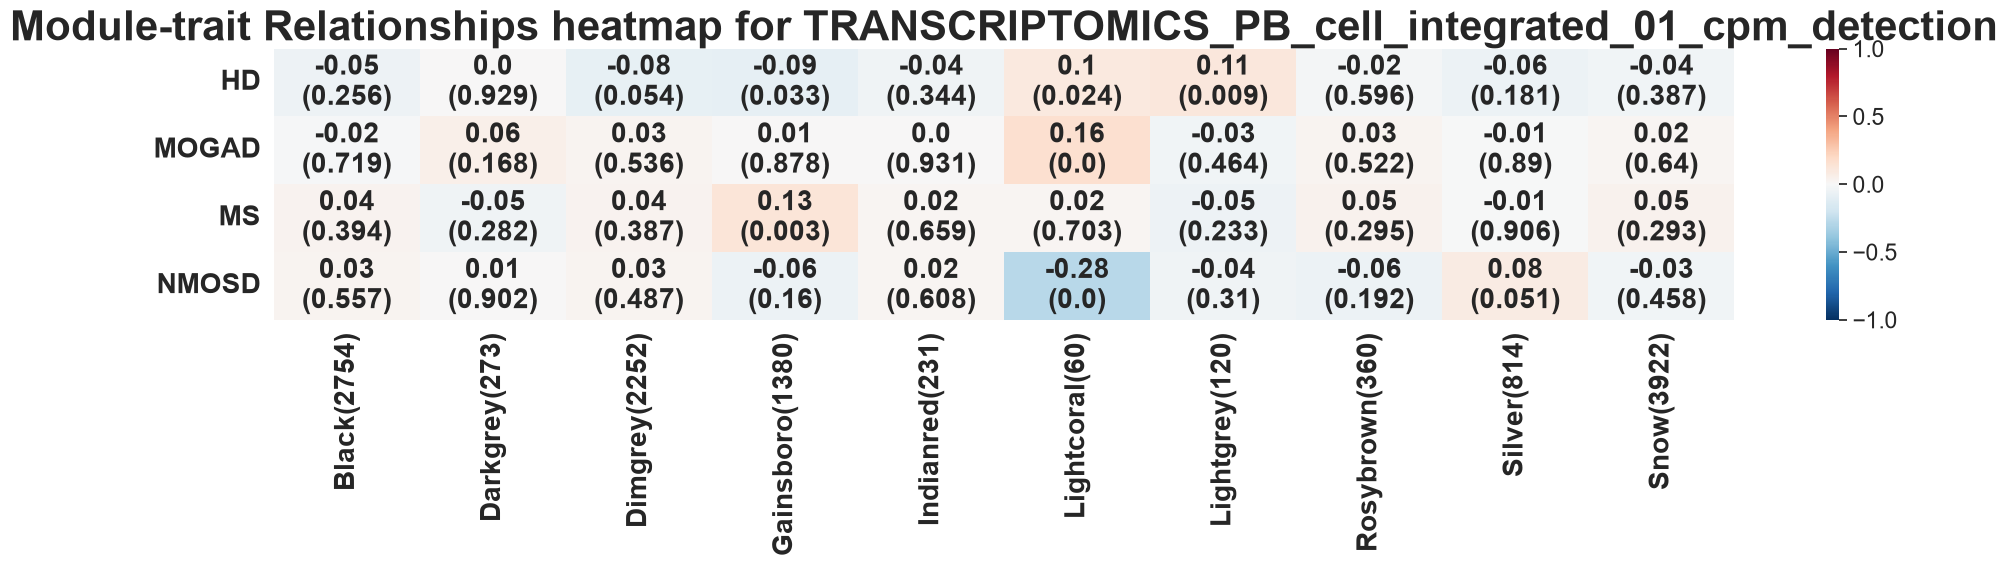 Module-trait Relationships heatmap for TRANSCRIPTOMICS_PB_cell_integrated_01_cpm_detection
HD -0.05 0.0 -0.08 -0.09 -0.04 0.1 0.11 -0.02 -0.06 -0.04
(0.256) (0.929) (0.054) (0.033) (0.344) (0.024) (0.009) (0.596) (0.181) (0.387)
MOGAD -0.02 0.06 0.03 0.01 0.0 0.16 -0.03 0.03 -0.01 0.02
(0.719) (0.168) (0.536) (0.878) (0.931) (0.0) (0.464) (0.522) (0.89) (0.64)
MS 0.04 -0.05 0.04 0.13 0.02 0.02 -0.05 0.05 -0.01 0.05
(0.394) (0.282) (0.387) (0.003) (0.659) (0.703) (0.233) (0.295) (0.906) (0.293)
NMOSD 0.03 0.01 0.03 -0.06 0.02 -0.28 -0.04 -0.06 0.08 -0.03
(0.557) (0.902) (0.487) (0.16) (0.608) (0.0) (0.31) (0.192) (0.051) (0.458)
Black(2754)
Darkgrey(273)
Dimgrey(2252)
Gainsboro(1380)
Indianred(231)
Lightcoral(60)
Lightgrey(120)
Rosybrown(360)
Silver(814)
Snow(3922)
1.0
0.5
0.0
−0.5
−1.0